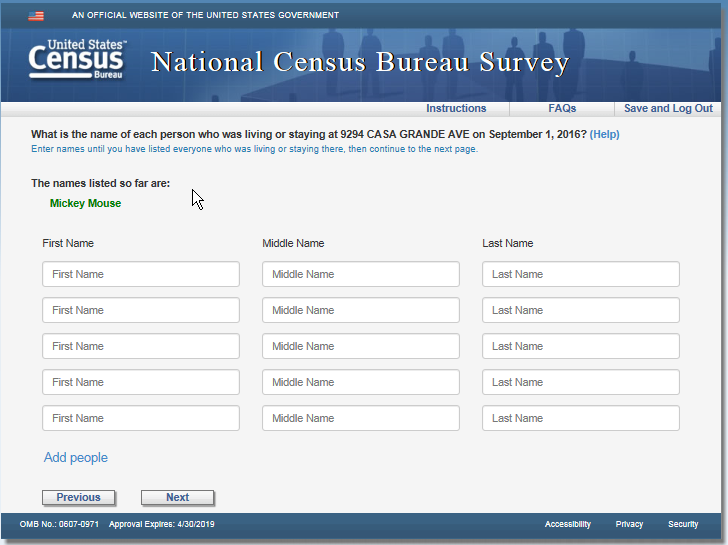 AN OFFICIAL WEBSITE OF THE UNITED STATES GOVERNMENT
United States™
Census
Bureau
National Census Bureau Survey
Instructions FAQs Save and Log Out
What is the name of each person who was living or staying at 9294 CASA GRANDE AVE on September 1, 2016? (Help)
Enter names until you have listed everyone who was living or staying there, then continue to the next page.
The names listed so far are:
Mickey Mouse
First Name Middle Name Last Name
First Name Middle Name Last Name
First Name Middle Name Last Name
First Name Middle Name Last Name
First Name Middle Name Last Name
First Name Middle Name Last Name
Add people
Previous Next
OMB No.: 0607-0971 Approval Expires: 4/30/2019 Accessibility Privacy Security